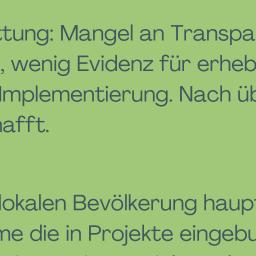 ttung: Mangel an Transpa
, wenig Evidenz für erheb
Implementierung. Nach üb
afft.
lokalen Bevölkerung haupt
me die in Projekte eingebu